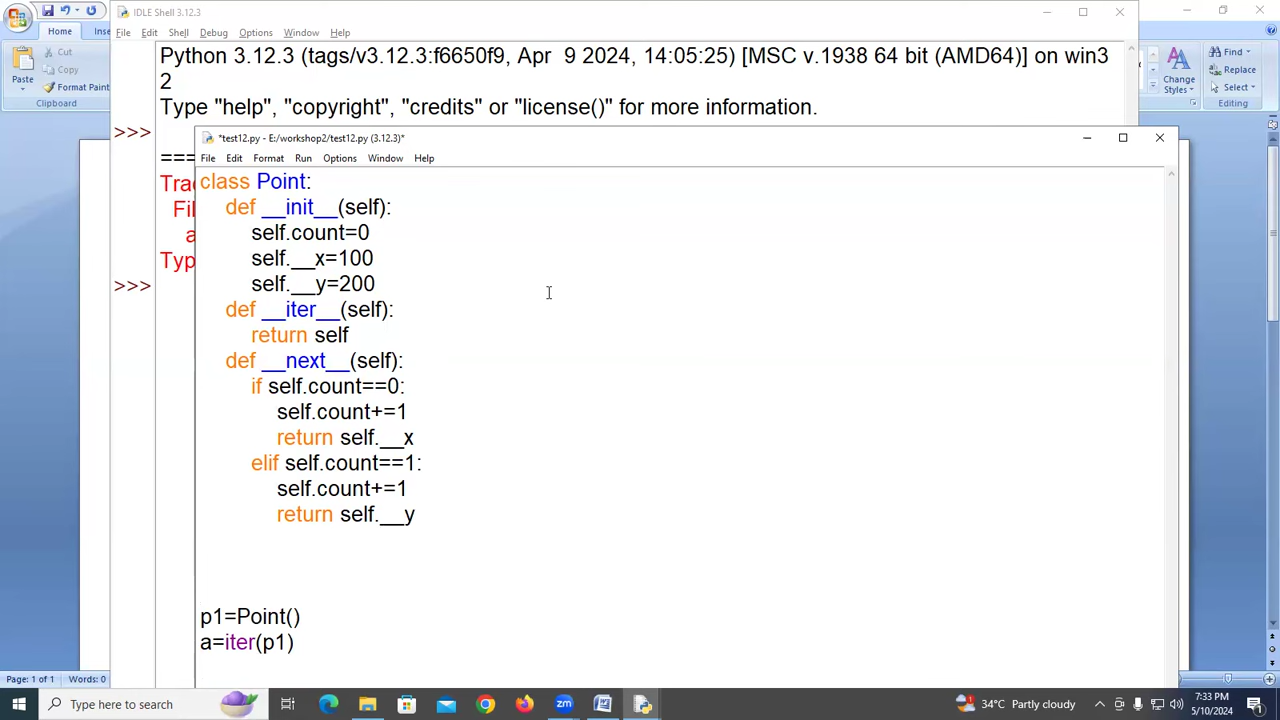 IDLE Shell 3.12.3
Home
File Edit Shell Debug Options Window Help
Python 3.12.3 (tags/v3.12.3:f6650f9, Apr 9 2024, 14:05:25) [MSC v.1938 64 bit (AMD64)] on win3
2
Type "help", "copyright", "credits" or "license()" for more information.
Paste
Cut
Copy
Format Paint
Clipboard
Change
Styles
Find
Replace
Select
Editing
>>>
===
Typ
>>>
*test12.py - E:/workshop2/test12.py (3.12.3)*
File Edit Format Run Options Window Help
class Point:
def __init__(self):
self.count=0
self.__x=100
self.__y=200
def __iter__(self):
return self
def __next__(self):
if self.count==0:
self.count+=1
return self.__x
elif self.count==1:
self.count+=1
return self.__y
p1=Point()
a=iter(p1)
Page: 1 of 1
Words: 0
Type here to search
34°C Partly cloudy
7:33 PM
5/10/2024